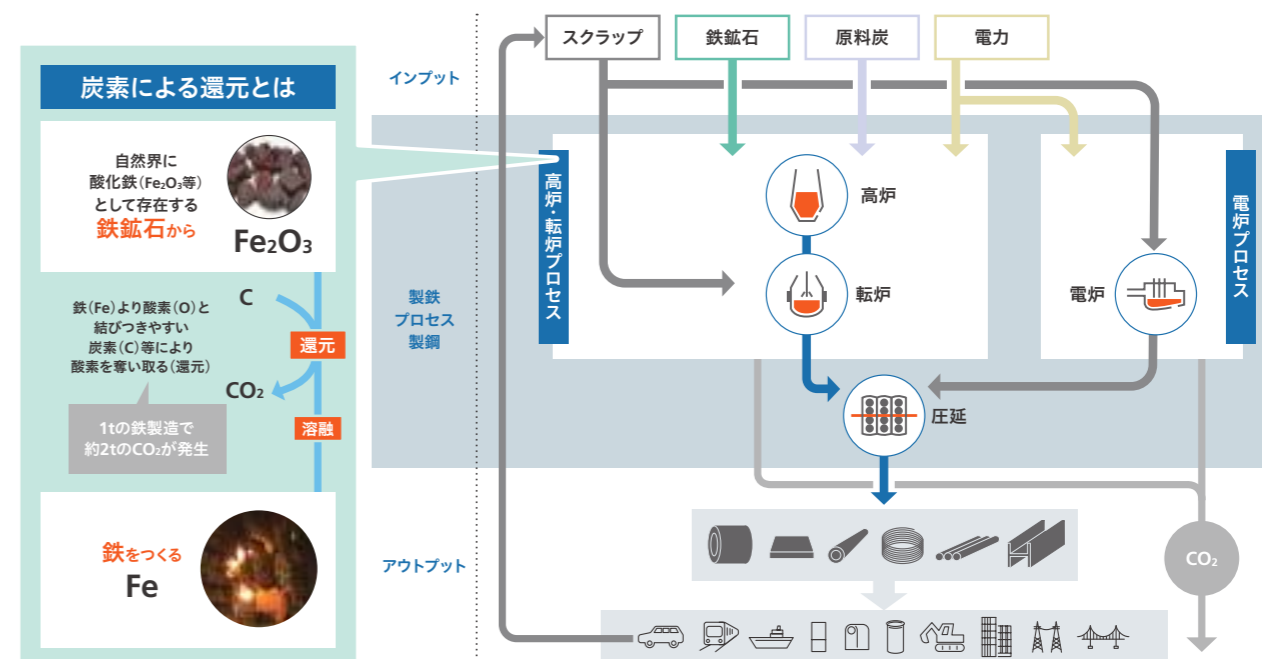 炭素による還元とは
自然界に
酸化鉄(Fe₂O₃等)
として存在する
鉄鉱石から
Fe₂O₃
C
鉄(Fe)より酸素(O)と
結びつきやすい
炭素(C)等により
酸素を奪い取る(還元)
還元
CO₂
1tの鉄製造で
約2tのCO₂が発生
溶融
鉄をつくる
Fe
インプット
製鉄
プロセス
製鋼
アウトプット
スクラップ
鉄鉱石
原料炭
電力
高炉・転炉プロセス
高炉
転炉
電炉
電炉プロセス
圧延
CO₂